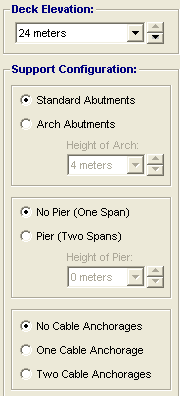 Deck Elevation:
24 meters
Support Configuration:
Standard Abutments
Arch Abutments
Height of Arch:
4 meters
No Pier (One Span)
Pier (Two Spans)
Height of Pier:
0 meters
No Cable Anchorages
One Cable Anchorage
Two Cable Anchorages